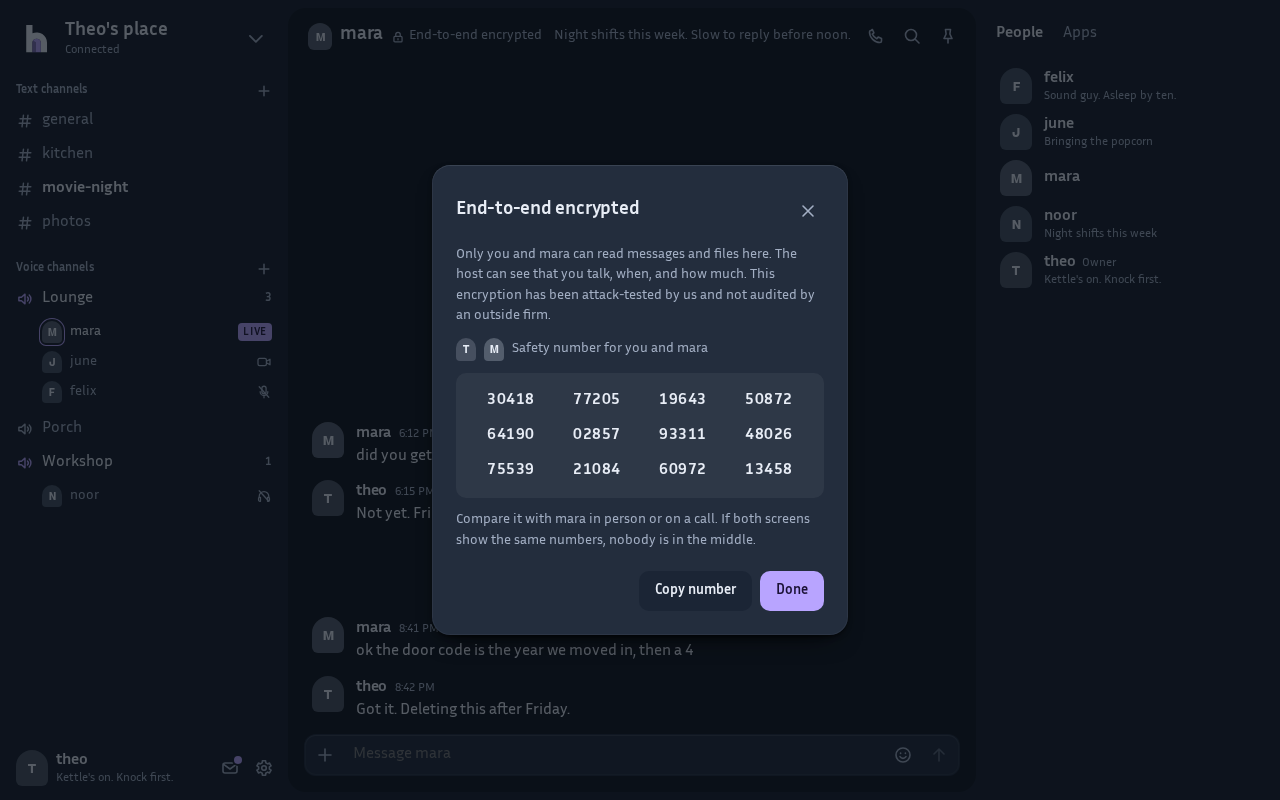 Theo's place
Connected
Text channels
general
kitchen
movie-night
photos
Voice channels
Lounge 3
M mara LIVE
J june
F felix
Porch
Workshop 1
N noor
T theo
Kettle's on. Knock first.
M mara End-to-end encrypted Night shifts this week. Slow to reply before noon.
M mara 6:12 P
did you get
T theo 6:15 PM
Not yet. Fri
M mara 8:41 PM
ok the door code is the year we moved in, then a 4
T theo 8:42 PM
Got it. Deleting this after Friday.
Message mara
End-to-end encrypted
Only you and mara can read messages and files here. The
host can see that you talk, when, and how much. This
encryption has been attack-tested by us and not audited by
an outside firm.
T M Safety number for you and mara
30418 77205 19643 50872
64190 02857 93311 48026
75539 21084 60972 13458
Compare it with mara in person or on a call. If both screens
show the same numbers, nobody is in the middle.
Copy number Done
People Apps
F felix
Sound guy. Asleep by ten.
J june
Bringing the popcorn
M mara
N noor
Night shifts this week
T theo Owner
Kettle's on. Knock first.